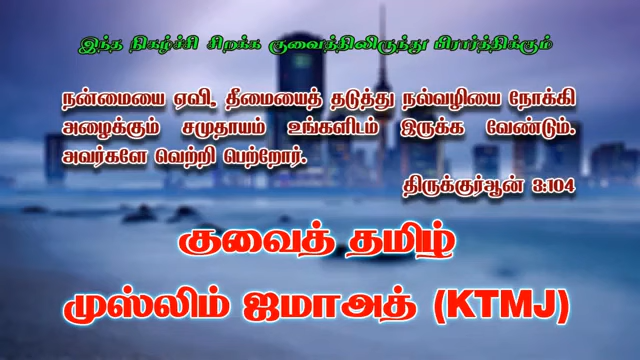 இந்த நிகழ்ச்சி சிறக்க குவைத்திலிருந்து பிரார்த்திக்கும்
நன்மையை ஏவி, தீமையைத் தடுத்து நல்வழியை நோக்கி
அழைக்கும் சமுதாயம் உங்களிடம் இருக்க வேண்டும்.
அவர்களே வெற்றி பெற்றோர்.
திருக்குர்ஆன் 3:104
குவைத் தமிழ்
முஸ்லிம் ஜமாஅத் (KTMJ)